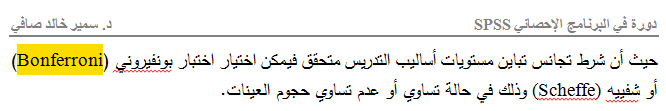 دورة في البرنامج الإحصائي SPSS د. سمير خالد صافي
حيث أن شرط تجانس تباين مستويات أساليب التدريس متحقق فيمكن اختيار اختبار بونفيروني (Bonferroni)
أو شفييه (Scheffe) وذلك في حالة تساوي أو عدم تساوي حجوم العينات.